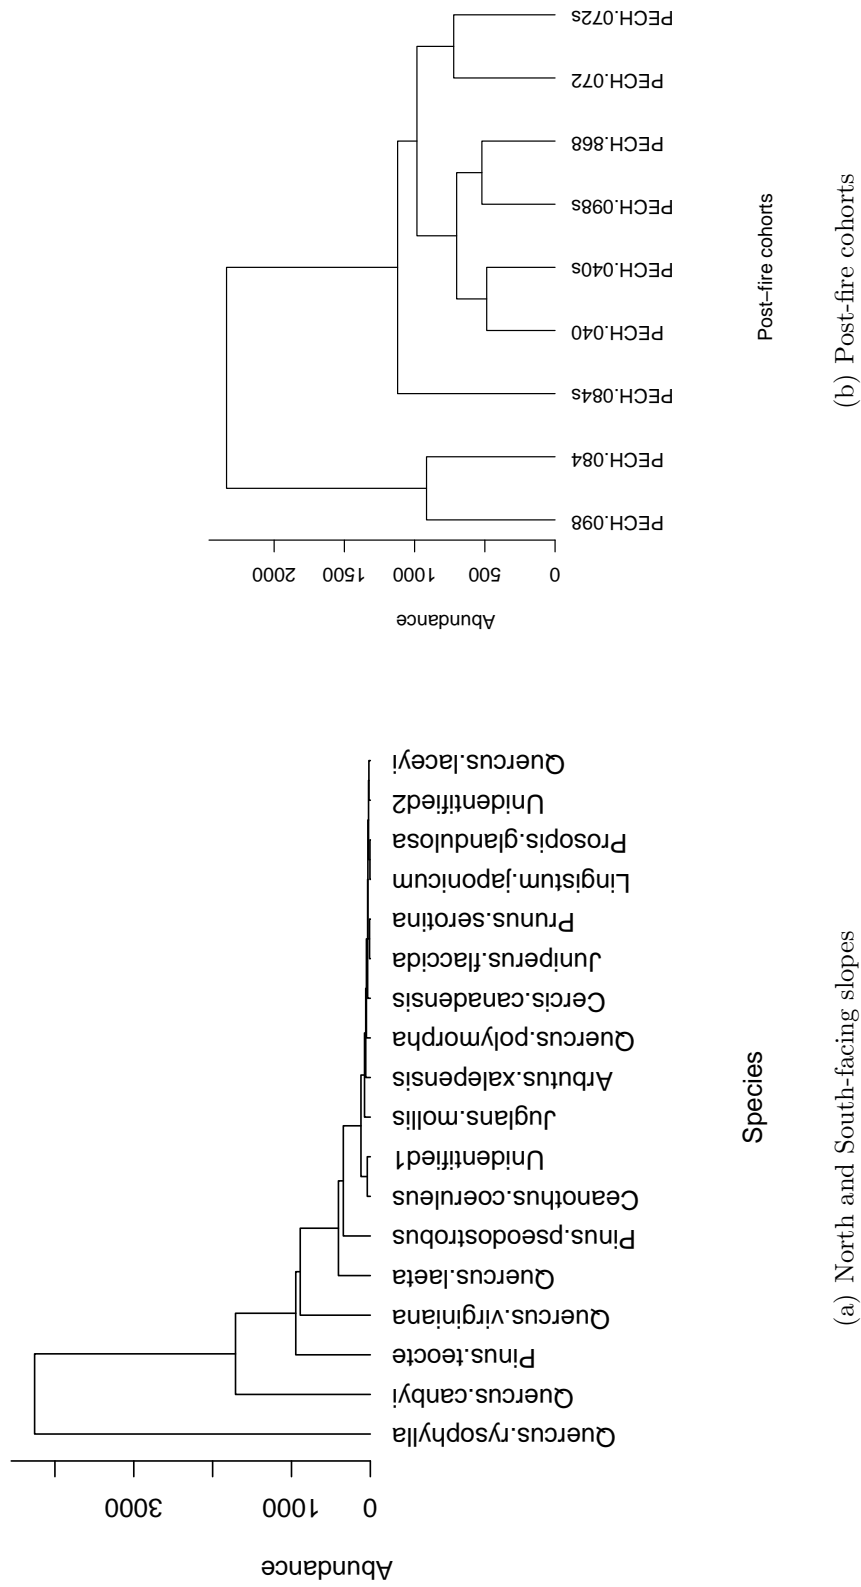 PECH.072s
PECH.072
PECH.868
PECH.098s
PECH.040s
PECH.040
PECH.084s
PECH.084
PECH.098
Post–fire cohorts
0 500 1000 1500 2000
Abundance
(b) Post-fire cohorts
Quercus.laceyi
Unidentified2
Prosopis.glandulosa
Lingistum.japonicum
Prunus.serotina
Juniperus.flaccida
Cercis.canadensis
Quercus.polymorpha
Arbutus.xalepensis
Juglans.mollis
Unidentified1
Ceanothus.coeruleus
Pinus.pseodostrobus
Quercus.laeta
Quercus.virginiana
Pinus.teocte
Quercus.canbyi
Quercus.rysophylla
Species
0 1000 3000
Abundance
(a) North and South-facing slopes